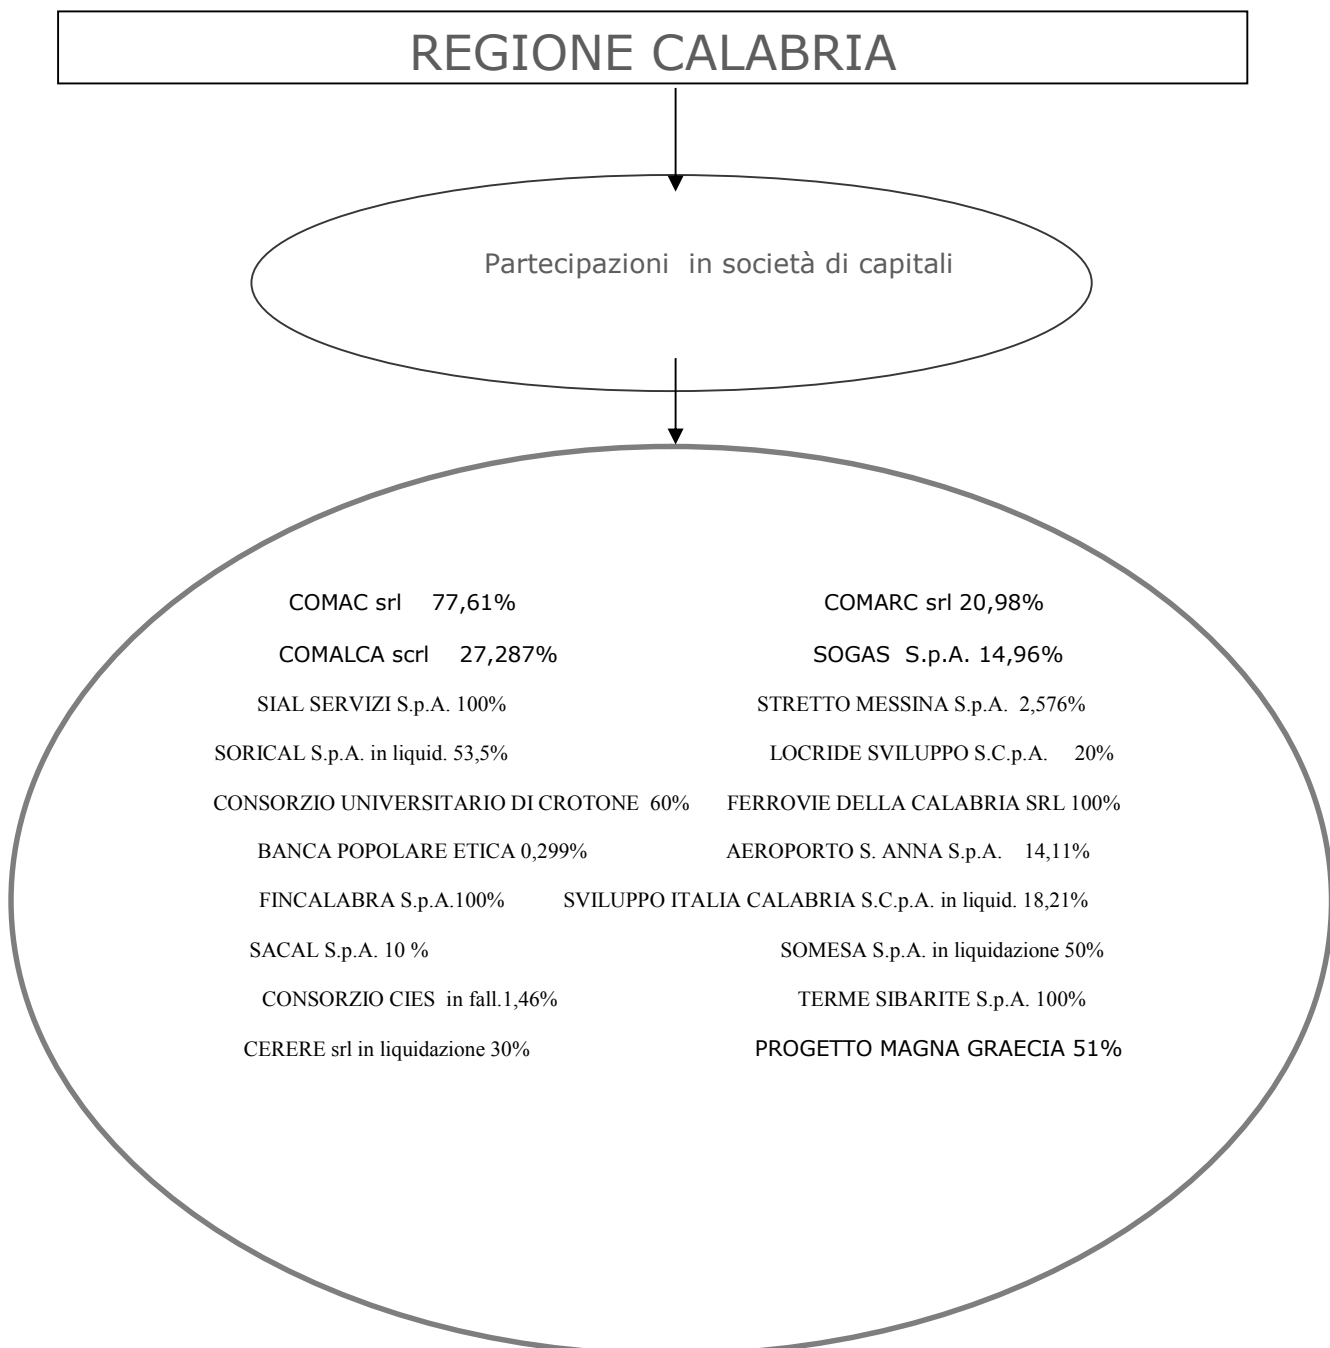 REGIONE CALABRIA
Partecipazioni in società di capitali
COMAC srl 77,61% COMARC srl 20,98%
COMALCA scrl 27,287% SOGAS S.p.A. 14,96%
SIAL SERVIZI S.p.A. 100% STRETTO MESSINA S.p.A. 2,576%
SORICAL S.p.A. in liquid. 53,5% LOCRIDE SVILUPPO S.C.p.A. 20%
CONSORZIO UNIVERSITARIO DI CROTONE 60% FERROVIE DELLA CALABRIA SRL 100%
BANCA POPOLARE ETICA 0,299% AEROPORTO S. ANNA S.p.A. 14,11%
FINCALABRA S.p.A.100% SVILUPPO ITALIA CALABRIA S.C.p.A. in liquid. 18,21%
SACAL S.p.A. 10 % SOMESA S.p.A. in liquidazione 50%
CONSORZIO CIES in fall.1,46% TERME SIBARITE S.p.A. 100%
CERERE srl in liquidazione 30% PROGETTO MAGNA GRAECIA 51%